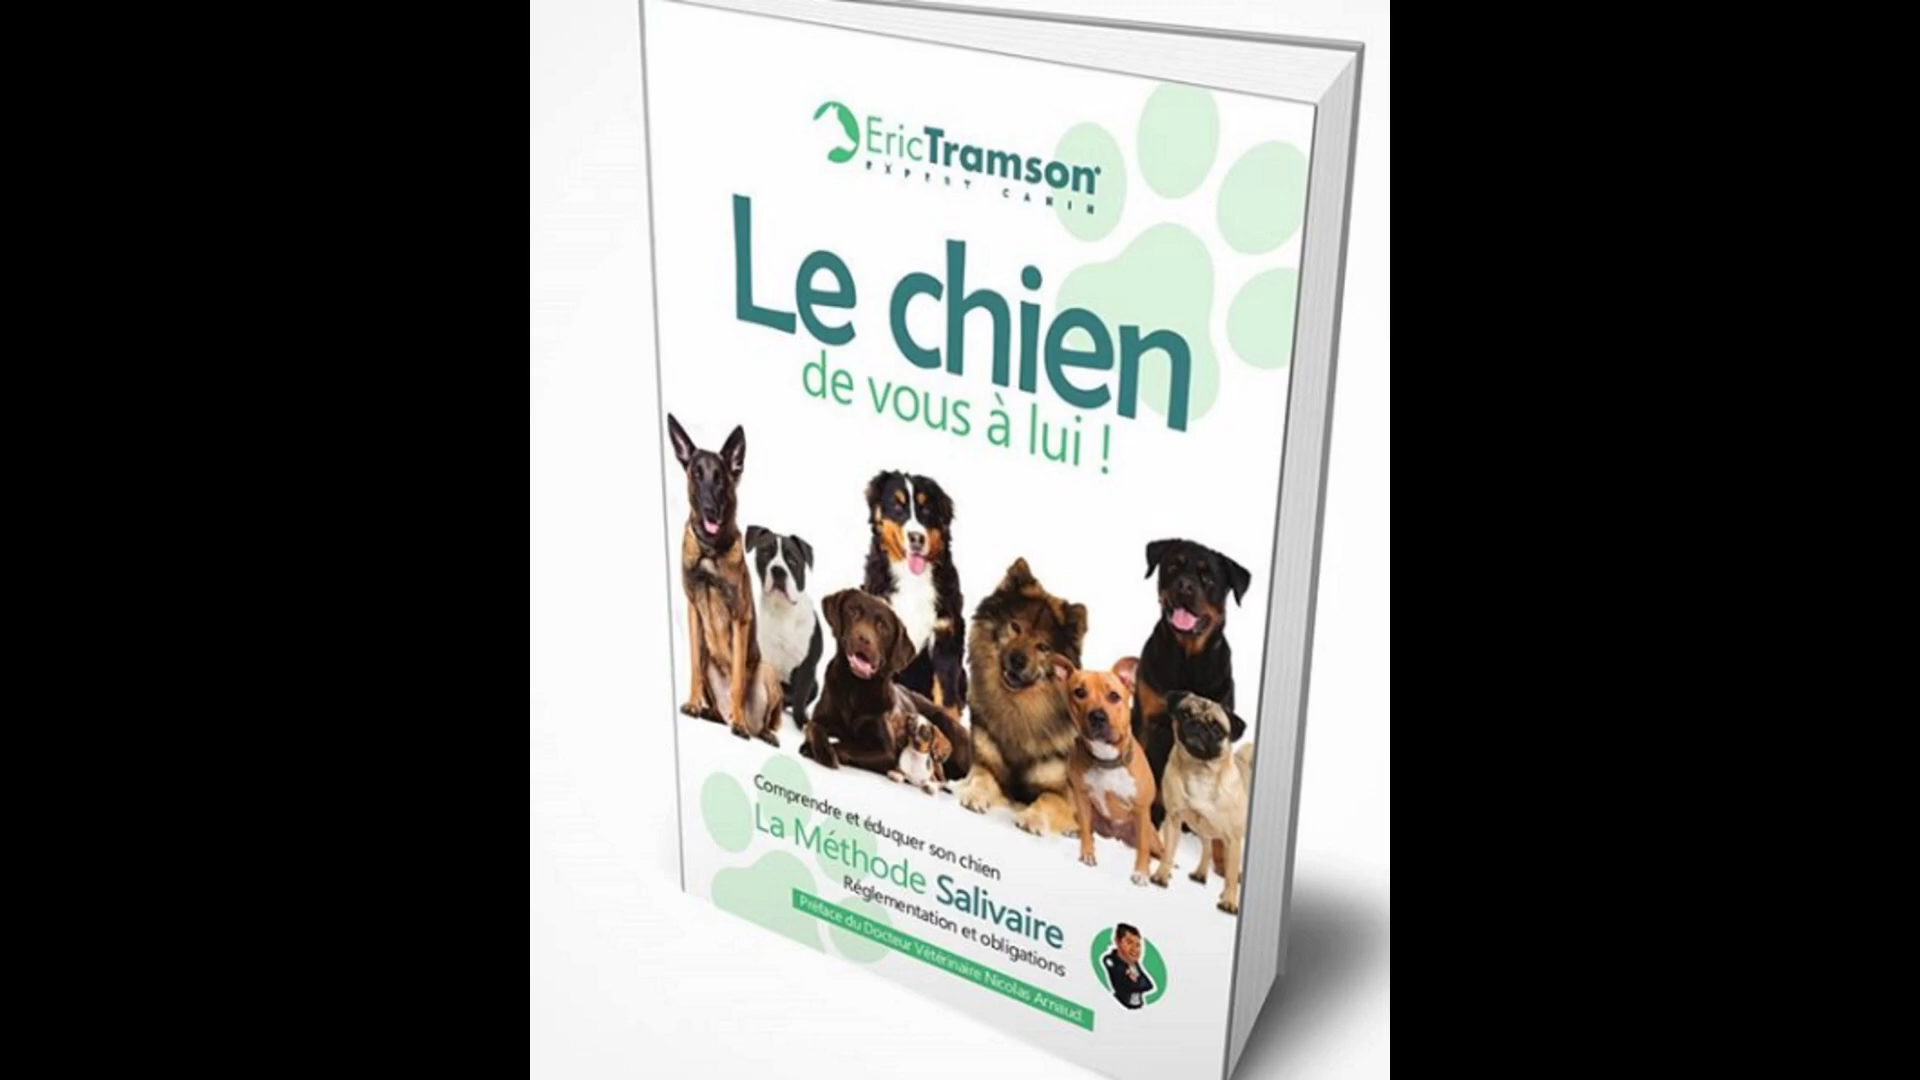 EricTramson
EXPERT CANIN
Le chien
de vous à lui !
Comprendre et éduquer son chien
La Méthode Salivaire
Réglementation et obligations
Préface du Docteur Vétérinaire Nicolas Arnaud.